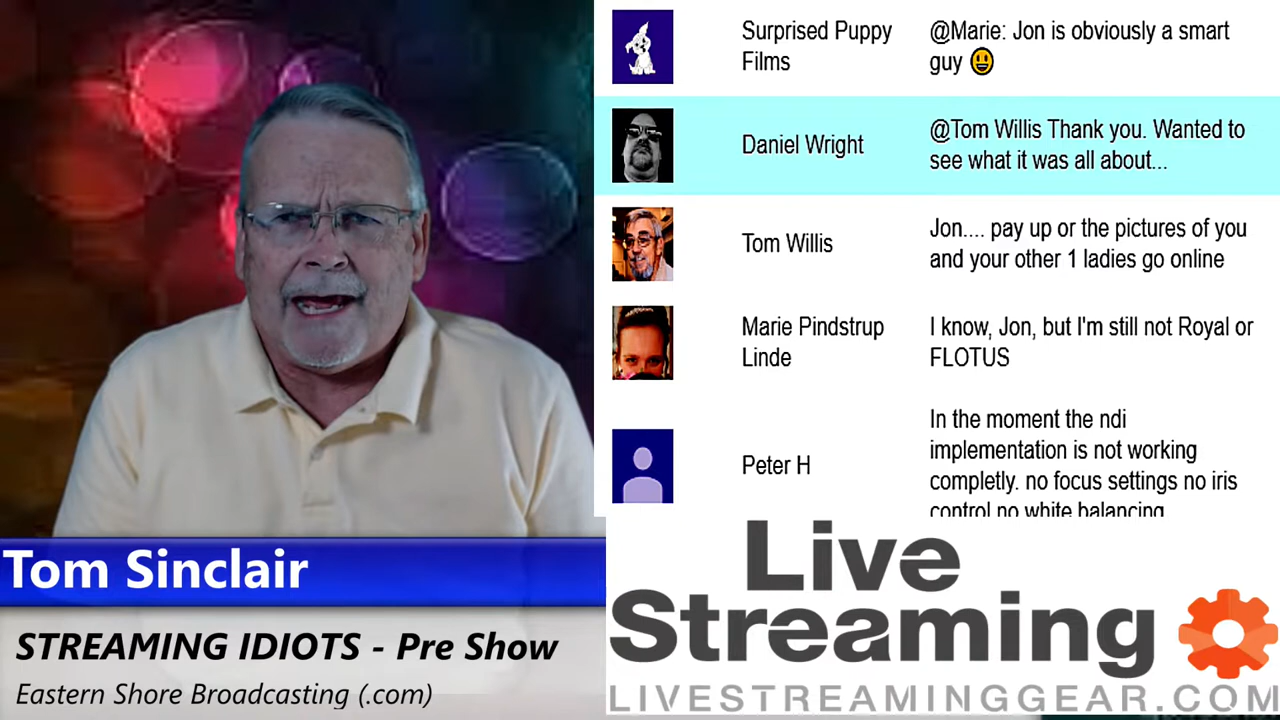 Surprised Puppy
Films
@Marie: Jon is obviously a smart
guy 😃
Daniel Wright
@Tom Willis Thank you. Wanted to
see what it was all about...
Tom Willis
Jon.... pay up or the pictures of you
and your other 1 ladies go online
Marie Pindstrup
Linde
I know, Jon, but I'm still not Royal or
FLOTUS
Peter H
In the moment the ndi
implementation is not working
completly. no focus settings no iris
control no white balancing
Tom Sinclair
STREAMING IDIOTS - Pre Show
Eastern Shore Broadcasting (.com)
Live
Streaming
LIVESTREAMINGGEAR.COM